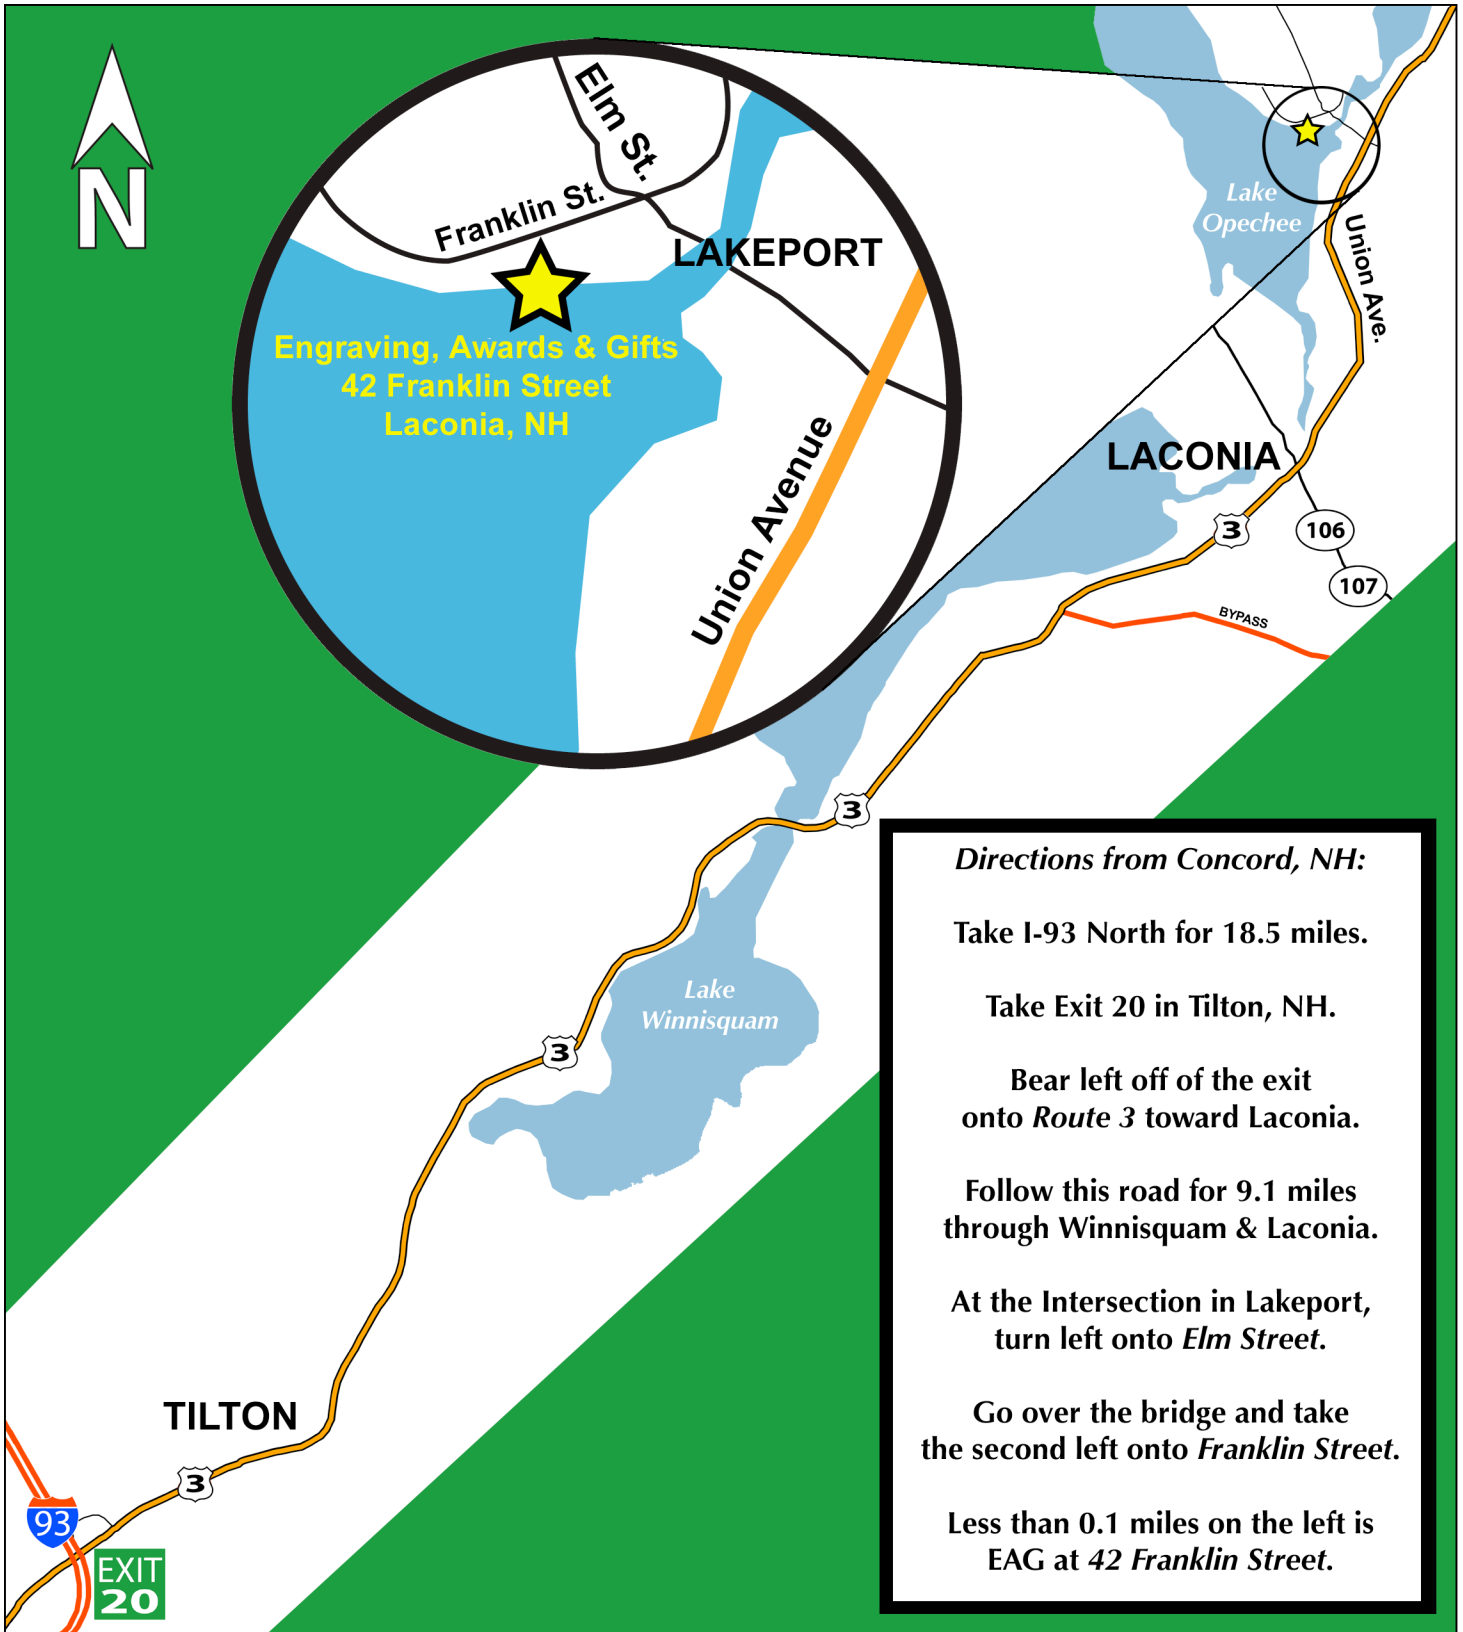 N
Elm St.
Franklin St.
LAKEPORT
Engraving, Awards & Gifts
42 Franklin Street
Laconia, NH
Union Avenue
Lake
Opechee
Union Ave.
LACONIA
3
106
107
BYPASS
3
Lake
Winnisquam
3
TILTON
3
93
EXIT
20
Directions from Concord, NH:
Take I-93 North for 18.5 miles.
Take Exit 20 in Tilton, NH.
Bear left off of the exit
onto Route 3 toward Laconia.
Follow this road for 9.1 miles
through Winnisquam & Laconia.
At the Intersection in Lakeport,
turn left onto Elm Street.
Go over the bridge and take
the second left onto Franklin Street.
Less than 0.1 miles on the left is
EAG at 42 Franklin Street.